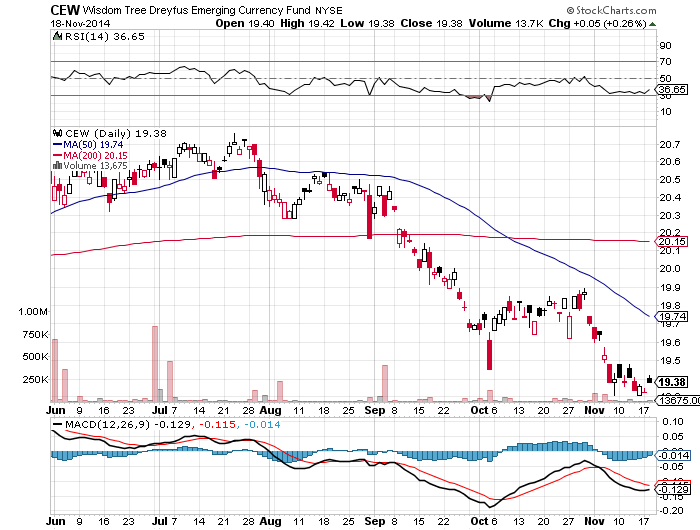 CEW Wisdom Tree Dreyfus Emerging Currency Fund NYSE © StockCharts.com
18-Nov-2014 Open 19.40 High 19.42 Low 19.38 Close 19.38 Volume 13.7K Chg +0.05 (+0.26%)
RSI(14) 36.65
90
70
50
36.65
30
10
CEW (Daily) 19.38
MA(50) 19.74
MA(200) 20.15
Volume 13,675
20.7
20.6
20.5
20.4
20.3
20.2
20.15
20.1
20.0
19.9
19.8
19.74
19.7
19.6
19.5
19.38
13675.00
1.00M
750K
500K
250K
Jun 9 16 23 Jul 7 14 21 28 Aug 11 18 25 Sep 8 15 22 Oct 6 13 20 27 Nov 10 17
MACD(12,26,9) -0.129, -0.115, -0.014
0.10
0.05
0.00
-0.014
-0.05
-0.129
-0.15
-0.20
Jun 9 16 23 Jul 7 14 21 28 Aug 11 18 25 Sep 8 15 22 Oct 6 13 20 27 Nov 10 17